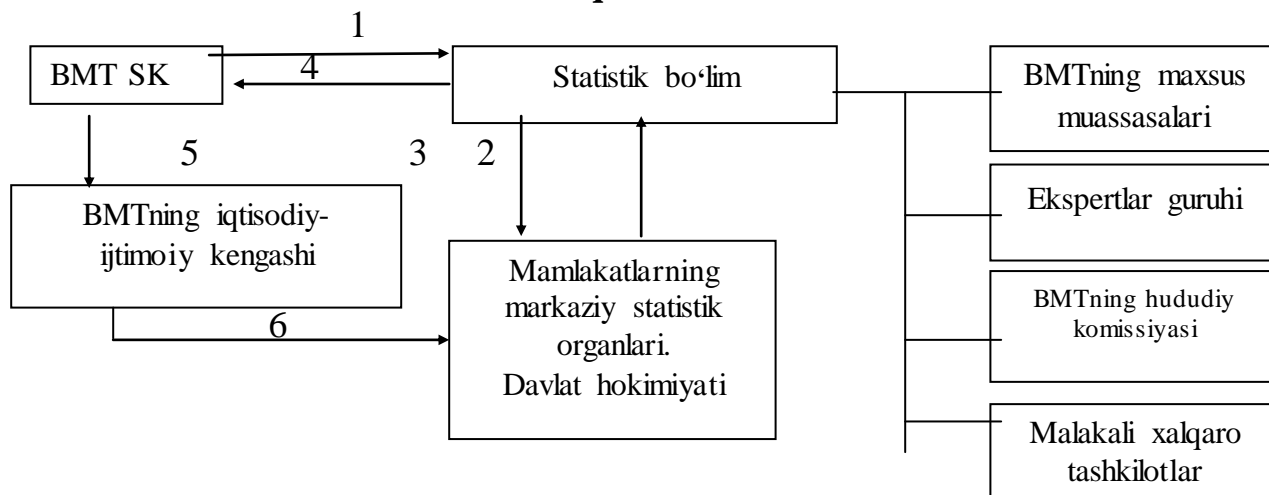 1
BMT SK
4
Statistik bo‘lim
BMTning maxsus
muassasalari
5
3
2
BMTning iqtisodiy-
ijtimoiy kengashi
Ekspertlar guruhi
Mamlakatlarning
markaziy statistik
organlari.
Davlat hokimiyati
6
BMTning hududiy
komissiyasi
Malakali xalqaro
tashkilotlar